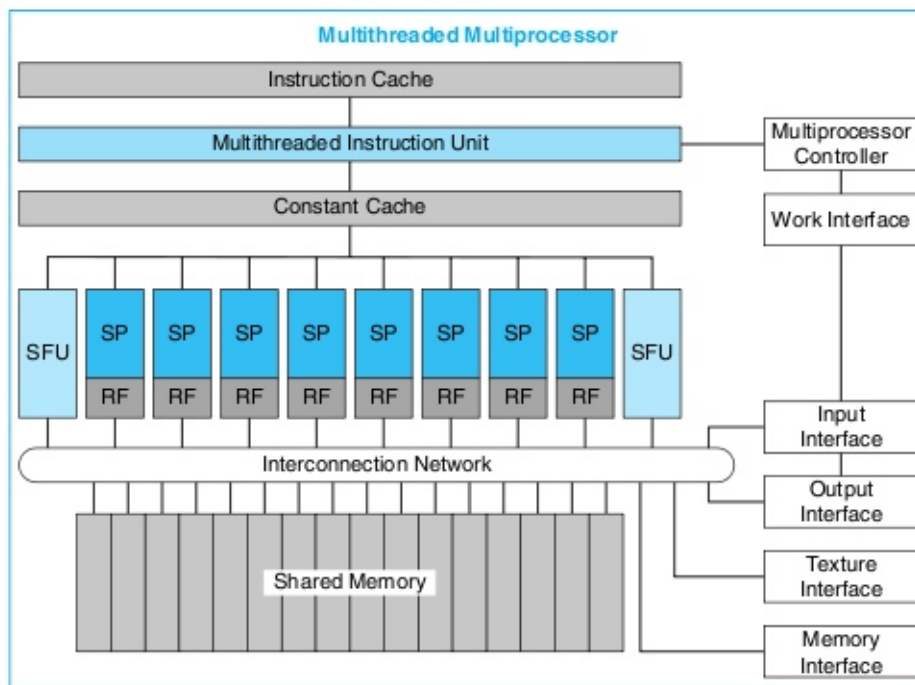 Multithreaded Multiprocessor
Instruction Cache
Multithreaded Instruction Unit
Multiprocessor
Controller
Constant Cache
Work Interface
SFU
SP
SP
SP
SP
SP
SP
SP
SP
SFU
RF
RF
RF
RF
RF
RF
RF
RF
Input
Interface
Interconnection Network
Output
Interface
Shared Memory
Texture
Interface
Memory
Interface